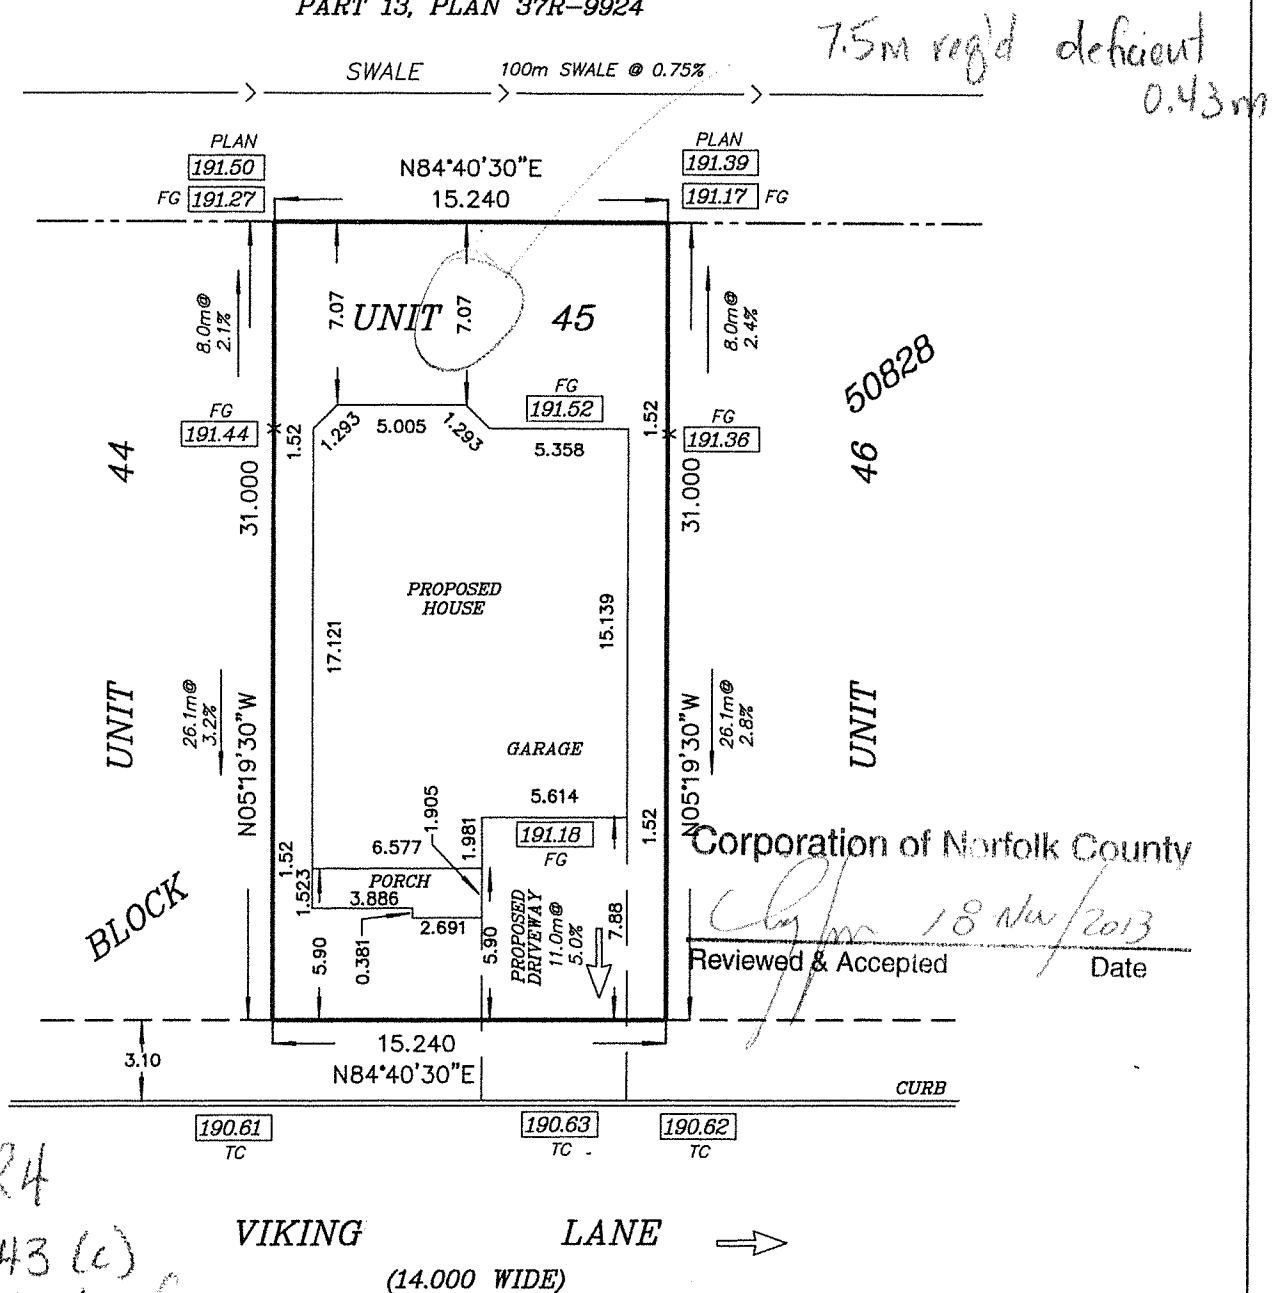 PART 13, PLAN 37R-9924
7.5m req'd deficient
0.43m
SWALE
100m SWALE @ 0.75%
PLAN
191.50
FG 191.27
N84°40'30"E
15.240
PLAN
191.39
191.17 FG
8.0m@
2.1%
7.07
UNIT
7.07
45
8.0m@
2.4%
50828
FG
191.44
1.52
1.293
5.005
1.293
FG
191.52
5.358
1.52
FG
191.36
44
31.000
46
31.000
PROPOSED
HOUSE
17.121
15.139
UNIT
26.1m@
3.2%
N05°19'30"W
GARAGE
5.614
26.1m@
2.8%
N05°19'30"W
UNIT
191.18
FG
1.905
1.981
6.577
1.52
1.52
1.523
PORCH
3.886
0.381
2.691
5.90
5.90
PROPOSED
DRIVEWAY
11.0m@
5.0%
7.88
BLOCK
Corporation of Norfolk County
18 Nov/2013
Reviewed & Accepted Date
15.240
N84°40'30"E
3.10
CURB
190.61
TC
190.63
TC
190.62
TC
24
43 (c)
VIKING LANE
(14.000 WIDE)